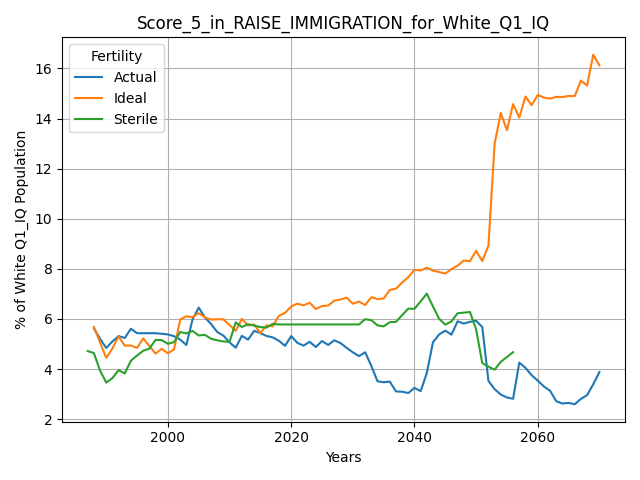 Score_5_in_RAISE_IMMIGRATION_for_White_Q1_IQ
Fertility
Actual
Ideal
Sterile
% of White Q1_IQ Population
16
14
12
10
8
6
4
2
2000
2020
2040
2060
Years